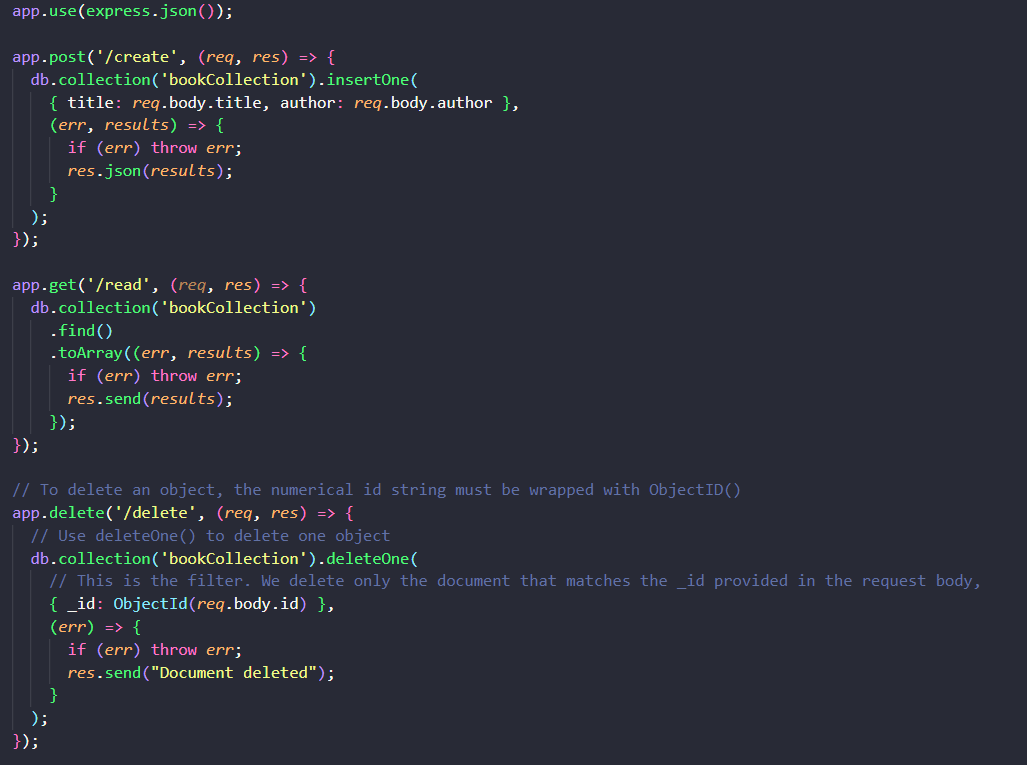 app.use(express.json());
app.post('/create', (req, res) => {
db.collection('bookCollection').insertOne(
{ title: req.body.title, author: req.body.author },
(err, results) => {
if (err) throw err;
res.json(results);
}
);
});
app.get('/read', (req, res) => {
db.collection('bookCollection')
.find()
.toArray((err, results) => {
if (err) throw err;
res.send(results);
});
});
// To delete an object, the numerical id string must be wrapped with ObjectID()
app.delete('/delete', (req, res) => {
// Use deleteOne() to delete one object
db.collection('bookCollection').deleteOne(
// This is the filter. We delete only the document that matches the _id provided in the request body,
{ _id: ObjectId(req.body.id) },
(err) => {
if (err) throw err;
res.send("Document deleted");
}
);
});